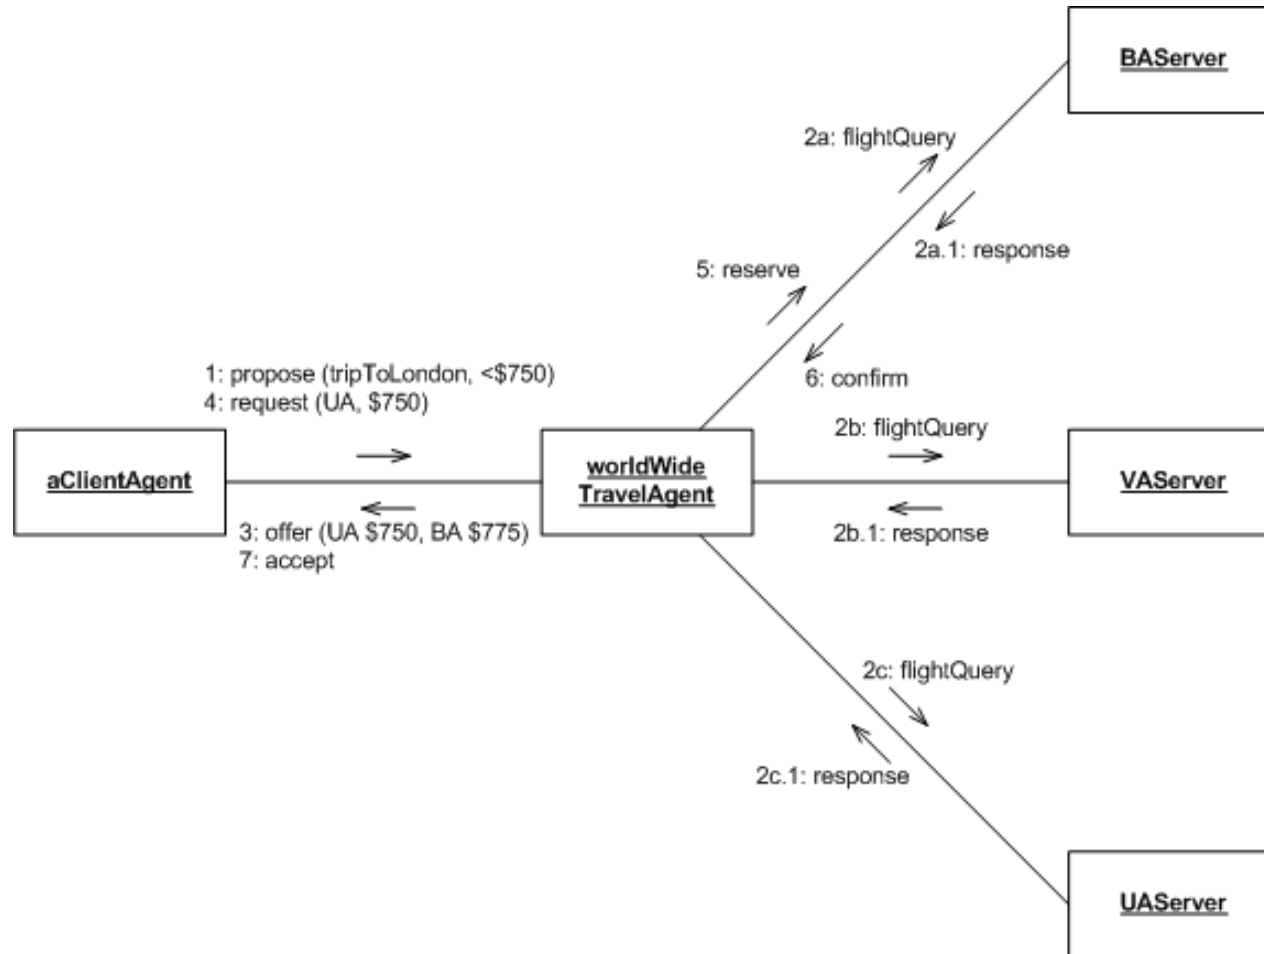 BAServer
2a: flightQuery
2a.1: response
5: reserve
6: confirm
1: propose (tripToLondon, <$750)
4: request (UA, $750)
aClientAgent
worldWide
TravelAgent
3: offer (UA $750, BA $775)
7: accept
2b: flightQuery
VAServer
2b.1: response
2c: flightQuery
2c.1: response
UAServer